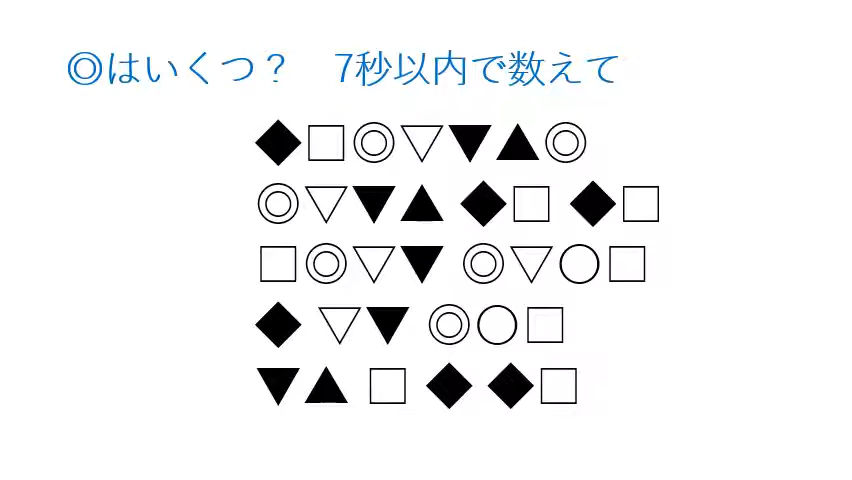 ◎はいくつ？　7秒以内で数えて
◆□◎▽▼▲◎
◎▽▼▲ ◆□ ◆□
□◎▽▼ ◎▽○□
◆ ▽▼ ◎○□
▼▲ □ ◆ ◆□